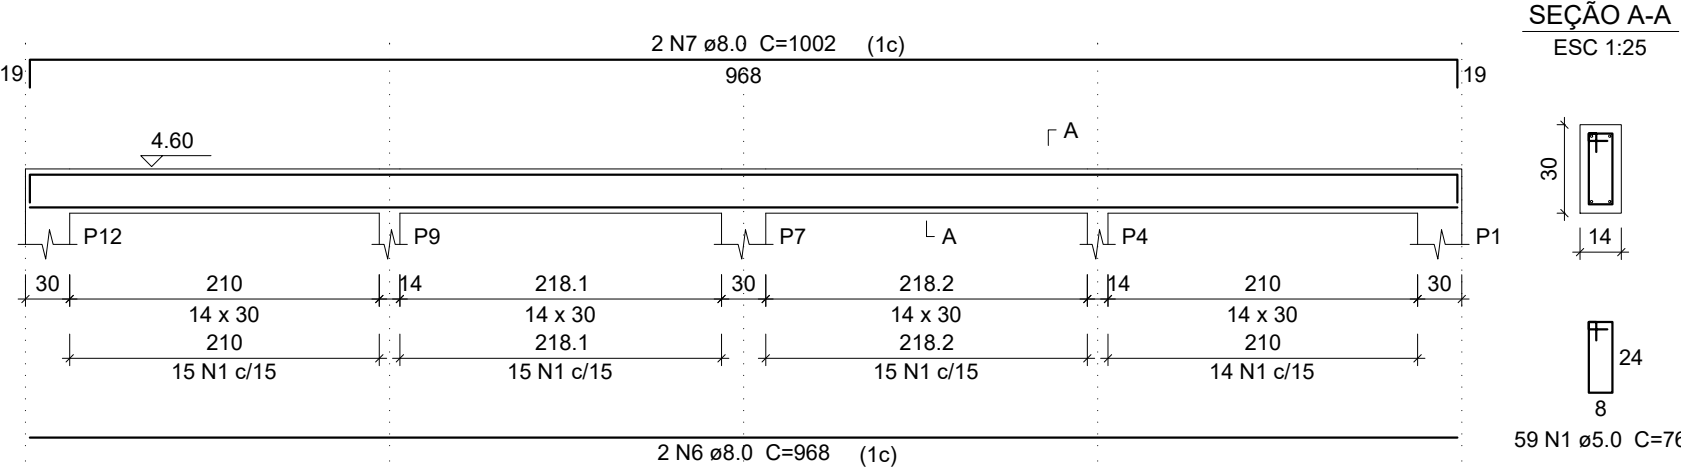 SEÇÃO A-A
ESC 1:25
2 N7 ø8.0 C=1002 (1c)
19 968 19
A
4.60
30
14
P12 P9 P7 A P4 P1
30 210 14 218.1 30 218.2 14 210 30
14 x 30 14 x 30 14 x 30 14 x 30
210 218.1 218.2 210
15 N1 c/15 15 N1 c/15 15 N1 c/15 14 N1 c/15
24
8
59 N1 ø5.0 C=76
2 N6 ø8.0 C=968 (1c)